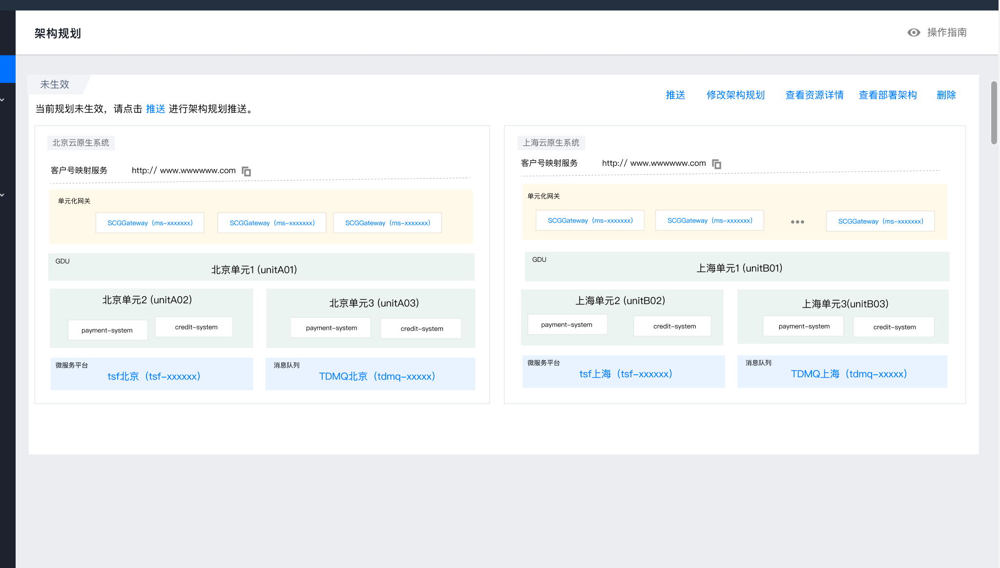 架构规划
操作指南
未生效
推送 修改架构规划 查看资源详情 查看部署架构 删除
当前规划未生效，请点击 推送 进行架构规划推送。
北京云原生系统
客户号映射服务 http:// www.wwwwww.com
单元化网关
SCGGateway（ms-xxxxxxx） SCGGateway（ms-xxxxxxx） SCGGateway（ms-xxxxxxx）
GDU
北京单元1 (unitA01)
北京单元2 (unitA02)
payment-system credit-system
北京单元3 (unitA03)
payment-system credit-system
微服务平台
tsf北京（tsf-xxxxxx）
消息队列
TDMQ北京（tdmq-xxxxx）
上海云原生系统
客户号映射服务 http:// www.wwwwww.com
单元化网关
SCGGateway（ms-xxxxxxx） SCGGateway（ms-xxxxxxx） ••• SCGGateway（ms-xxxxxxx）
GDU
上海单元1 (unitB01)
上海单元2 (unitB02)
payment-system credit-system
上海单元3(unitB03)
payment-system credit-system
微服务平台
tsf上海（tsf-xxxxxx）
消息队列
TDMQ上海（tdmq-xxxxx）